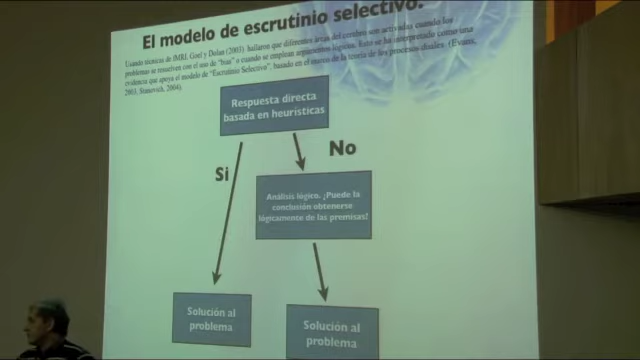 El modelo de escrutinio selectivo.
Usando técnicas de fMRI, Goel y Dolan (2003) hallaron que diferentes áreas del cerebro son activadas cuando los
problemas se resuelven con el uso de "bias" o cuando se emplean argumentos lógicos. Esto se ha interpretado como una
evidencia que apoya el modelo de "Escrutinio Selectivo", basado en el marco de la teoría de los procesos duales. (Evans,
2003, Stanovich, 2004).
Respuesta directa
basada en heurísticas
No
Si
Análisis lógico. ¿Puede la
conclusión obtenerse
lógicamente de las premisas?
Solución al
problema
Solución al
problema